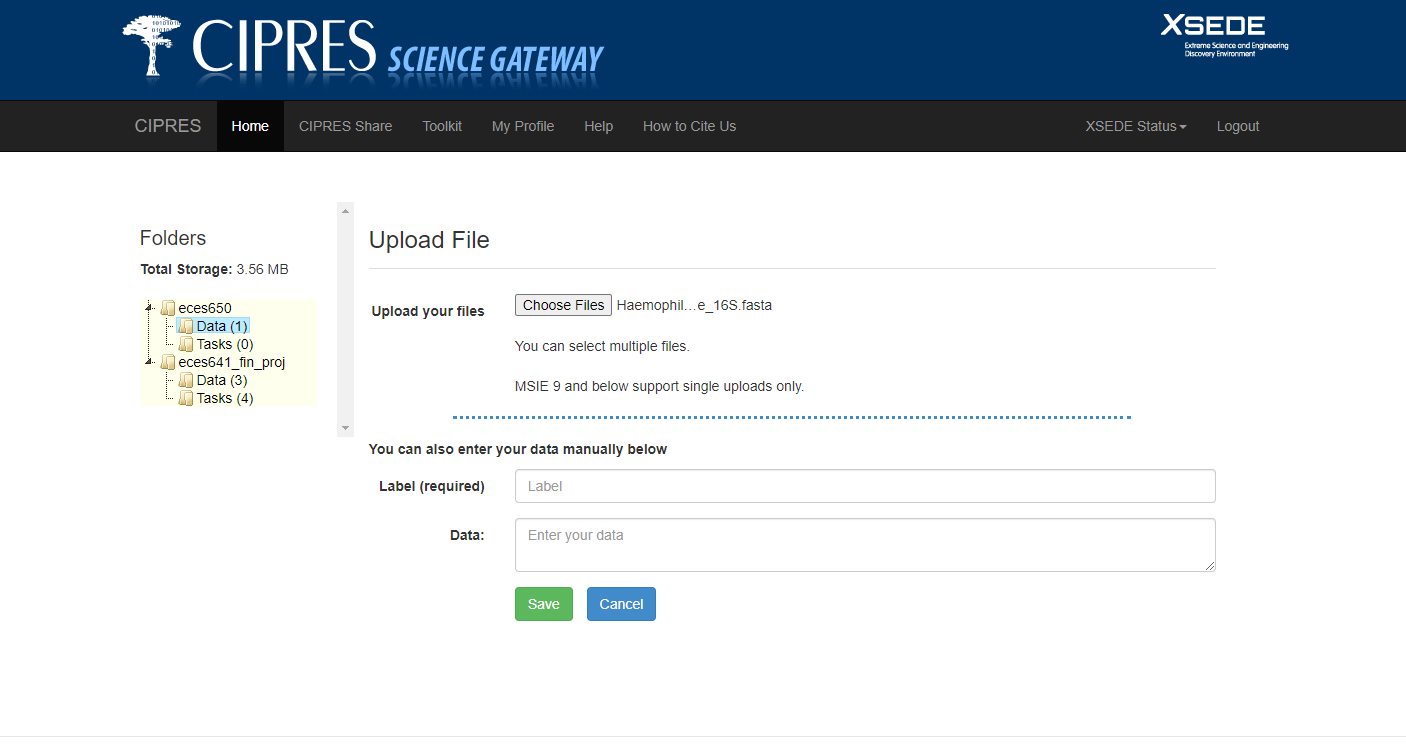 CIPRES SCIENCE GATEWAY
XSEDE
Extreme Science and Engineering
Discovery Environment
CIPRES Home CIPRES Share Toolkit My Profile Help How to Cite Us XSEDE Status Logout
Folders
Total Storage: 3.56 MB
eces650
Data (1)
Tasks (0)
eces641_fin_proj
Data (3)
Tasks (4)
Upload File
Upload your files Choose Files Haemophil...e_16S.fasta
You can select multiple files.
MSIE 9 and below support single uploads only.
You can also enter your data manually below
Label (required) Label
Data: Enter your data
Save Cancel